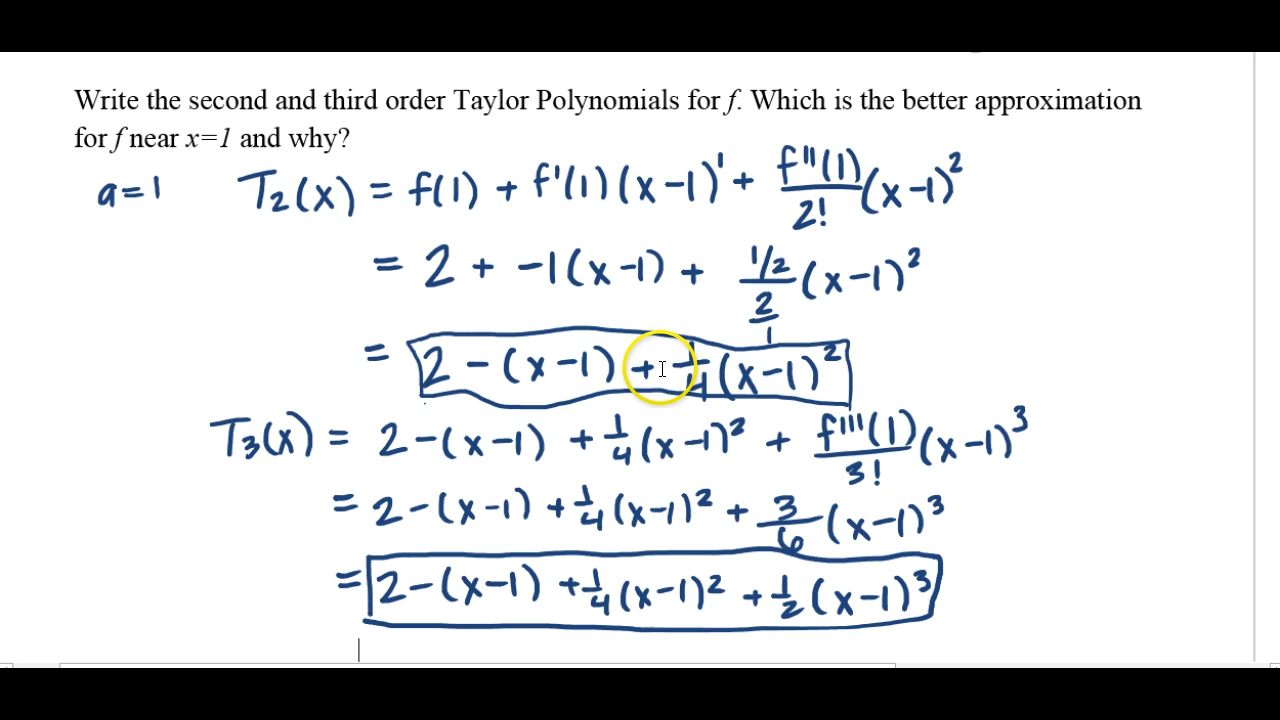 Write the second and third order Taylor Polynomials for f. Which is the better approximation
for f near x=1 and why?
a=1 T₂(x) = f(1) + f'(1)(x-1)¹ + f''(1)/2! (x-1)²
= 2 + -1(x-1) + (1/2)/(2/1) (x-1)²
= 2 - (x-1) + 1/4 (x-1)²
T₃(x) = 2-(x-1) + 1/4 (x-1)² + f'''(1)/3! (x-1)³
= 2-(x-1) + 1/4 (x-1)² + 3/6 (x-1)³
= 2-(x-1) + 1/4 (x-1)² + 1/2 (x-1)³